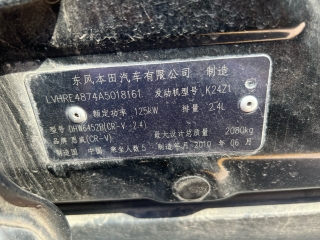 东风本田汽车有限公司 制造
LVHRE4874A5018161 发动机型号 K24Z1
额定功率 125kW 排量 2.4L
型号 DHW6452B(CR-V 2.4)
品牌 思威(CR-V) 最大设计总质量 2080kg
制造国 中国 乘坐人数 5 制造年月 2010 年 06 月